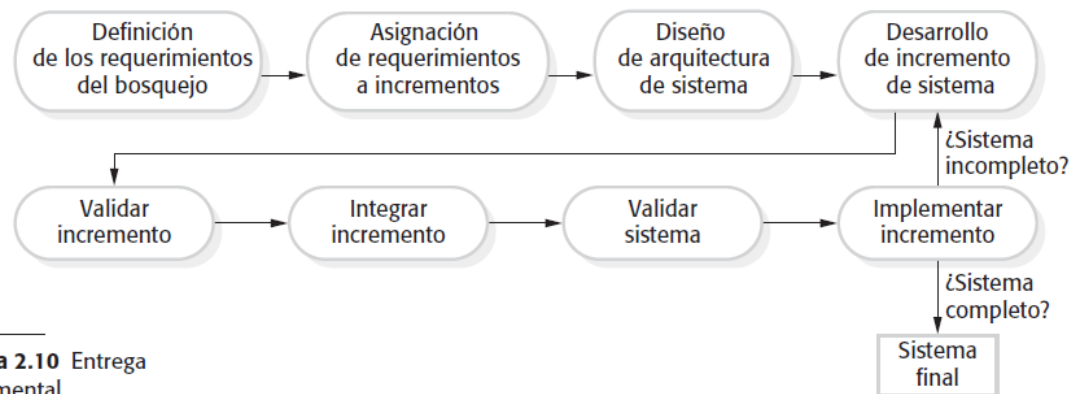 Definición
de los requerimientos
del bosquejo
Asignación
de requerimientos
a incrementos
Diseño
de arquitectura
de sistema
Desarrollo
de incremento
de sistema
¿Sistema
incompleto?
Validar
incremento
Integrar
incremento
Validar
sistema
Implementar
incremento
¿Sistema
completo?
Sistema
final
a 2.10 Entrega
mental